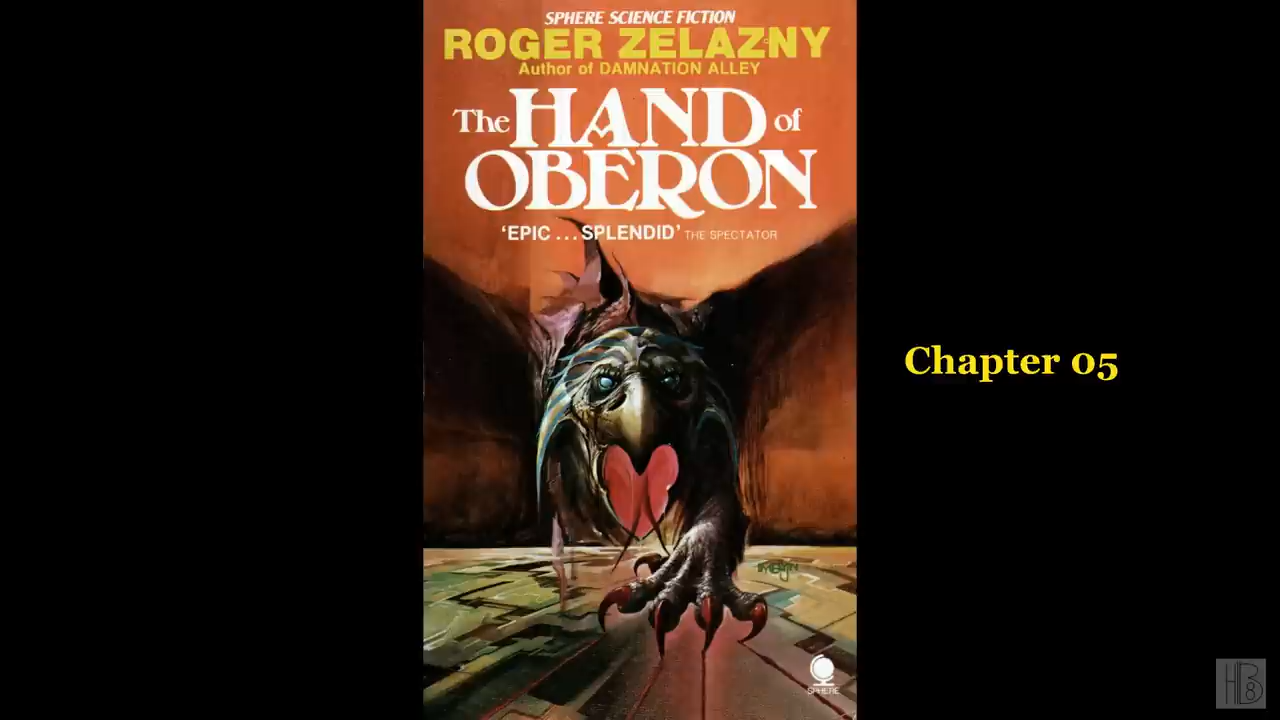 SPHERE SCIENCE FICTION
ROGER ZELAZNY
Author of DAMNATION ALLEY
The HAND of
OBERON
'EPIC...SPLENDID' THE SPECTATOR
Chapter 05
SPHERE